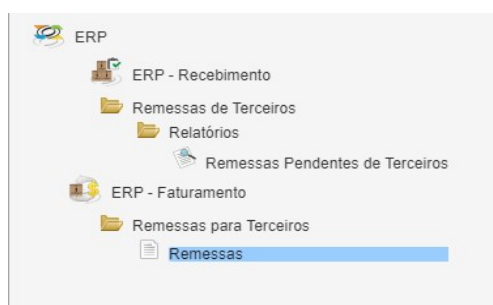 ERP
ERP - Recebimento
Remessas de Terceiros
Relatórios
Remessas Pendentes de Terceiros
ERP - Faturamento
Remessas para Terceiros
Remessas